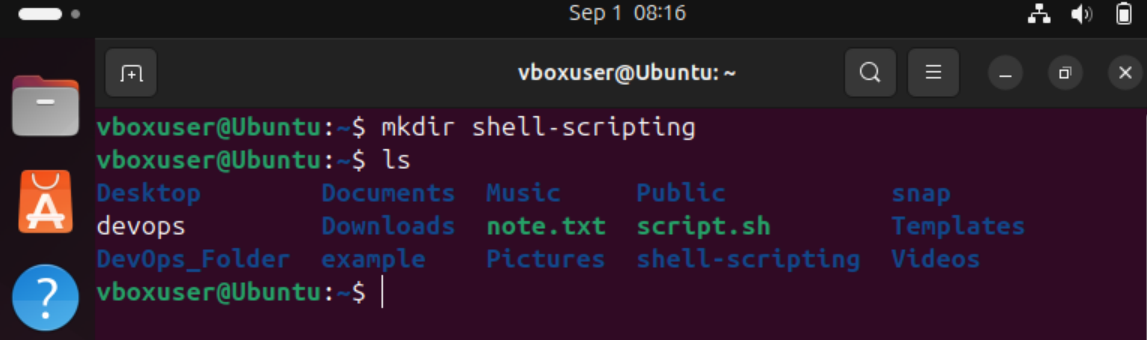 Sep 1 08:16
vboxuser@Ubuntu: ~
vboxuser@Ubuntu:~$ mkdir shell-scripting
vboxuser@Ubuntu:~$ ls
Desktop Documents Music Public snap
devops Downloads note.txt script.sh Templates
DevOps_Folder example Pictures shell-scripting Videos
vboxuser@Ubuntu:~$